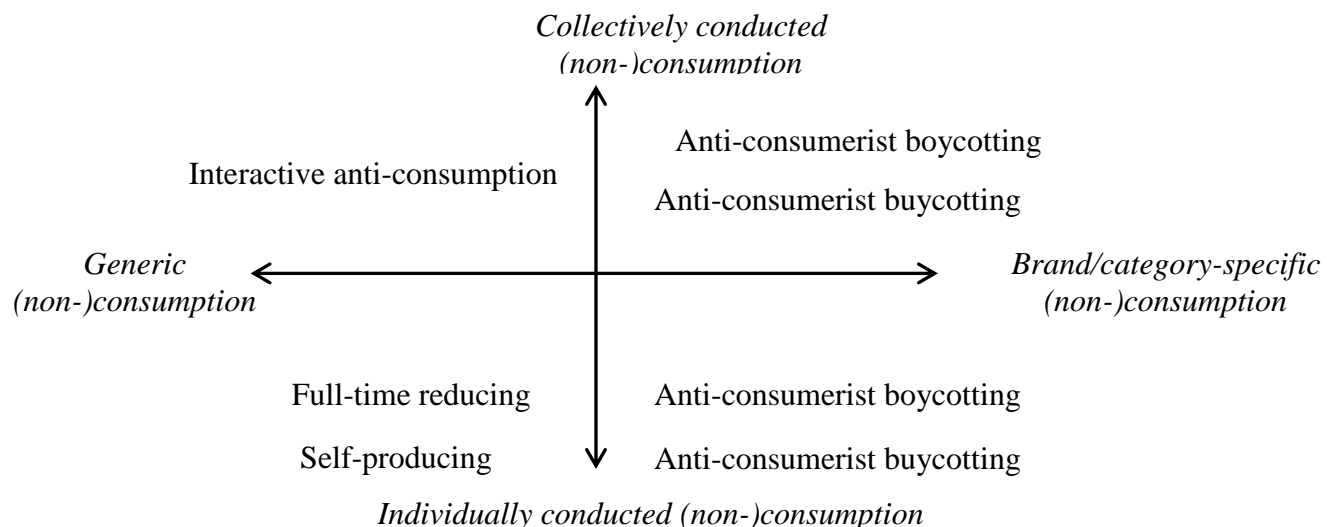 Collectively conducted
(non-)consumption
Anti-consumerist boycotting
Interactive anti-consumption
Anti-consumerist buycotting
Generic
(non-)consumption
Brand/category-specific
(non-)consumption
Full-time reducing
Anti-consumerist boycotting
Self-producing
Anti-consumerist buycotting
Individually conducted (non-)consumption